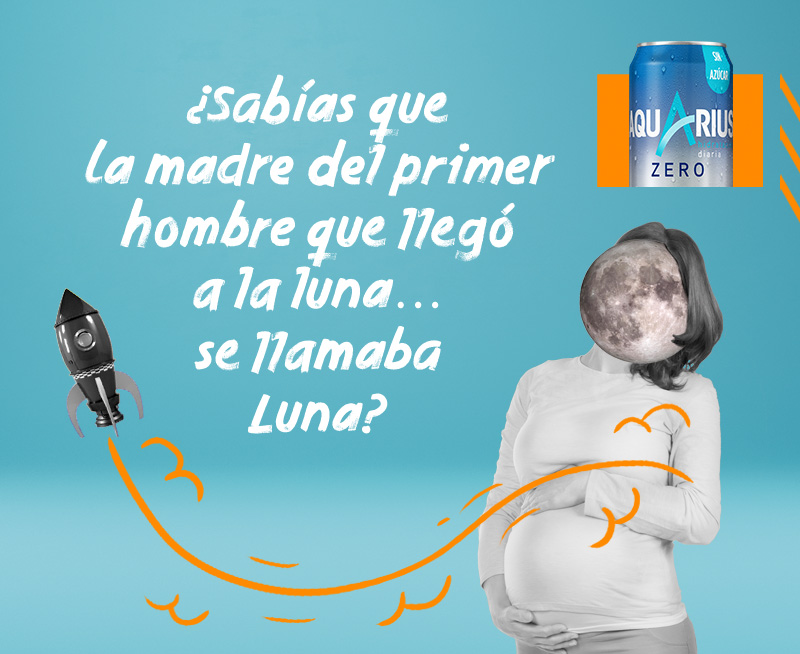 ¿Sabías que
la madre del primer
hombre que llegó
a la luna...
se llamaba
Luna?
SIN
AZÚCAR
AQUARIUS
diaria
ZERO